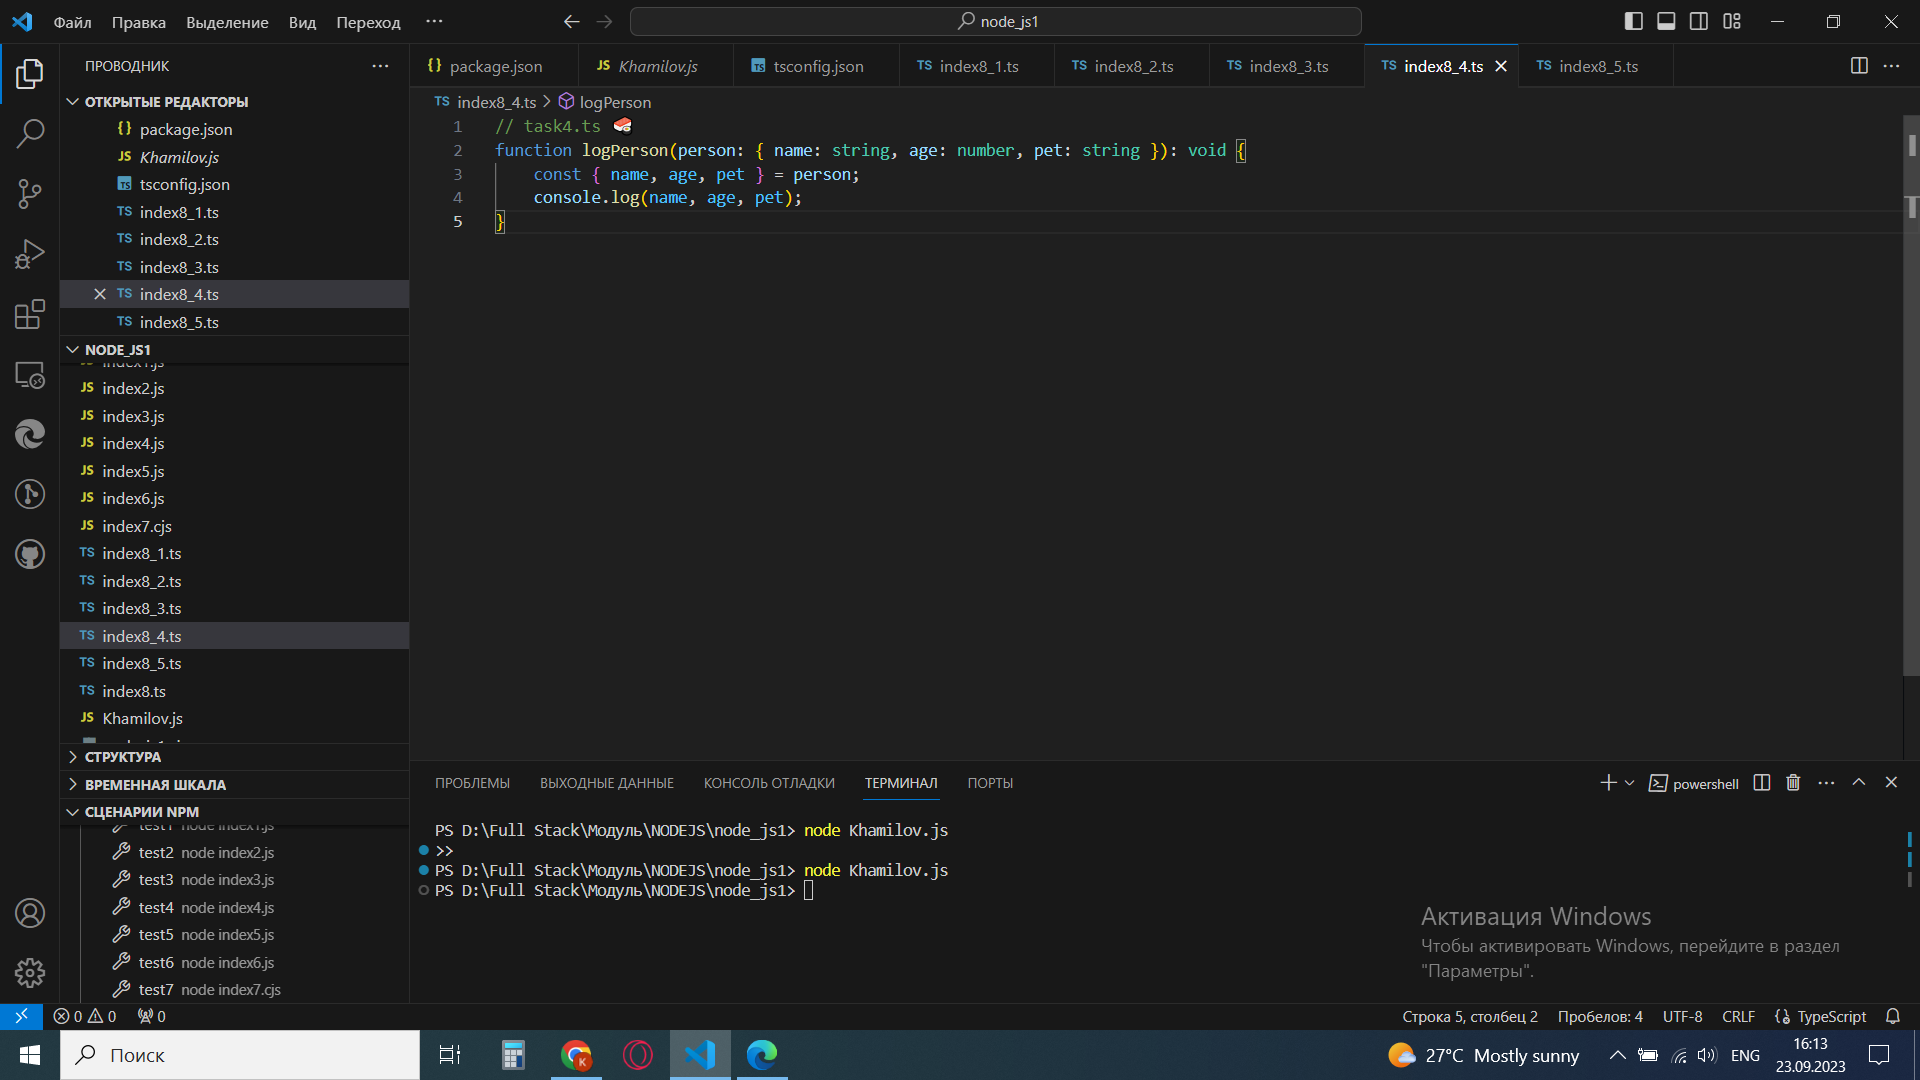 Файл Правка Выделение Вид Переход ··· node_js1
ПРОВОДНИК ···
ОТКРЫТЫЕ РЕДАКТОРЫ
{} package.json
JS Khamilov.js
TS tsconfig.json
TS index8_1.ts
TS index8_2.ts
TS index8_3.ts
TS index8_4.ts
TS index8_5.ts
NODE_JS1
index1.js
JS index2.js
JS index3.js
JS index4.js
JS index5.js
JS index6.js
JS index7.cjs
TS index8_1.ts
TS index8_2.ts
TS index8_3.ts
TS index8_4.ts
TS index8_5.ts
TS index8.ts
JS Khamilov.js
СТРУКТУРА
ВРЕМЕННАЯ ШКАЛА
СЦЕНАРИИ NPM
test1 node index1.js
test2 node index2.js
test3 node index3.js
test4 node index4.js
test5 node index5.js
test6 node index6.js
test7 node index7.cjs
{} package.json JS Khamilov.js TS tsconfig.json TS index8_1.ts TS index8_2.ts TS index8_3.ts TS index8_4.ts TS index8_5.ts
TS index8_4.ts > logPerson
1 // task4.ts 🍣
2 function logPerson(person: { name: string, age: number, pet: string }): void {
3 const { name, age, pet } = person;
4 console.log(name, age, pet);
5 }
ПРОБЛЕМЫ ВЫХОДНЫЕ ДАННЫЕ КОНСОЛЬ ОТЛАДКИ ТЕРМИНАЛ ПОРТЫ powershell
PS D:\Full Stack\Модуль\NODEJS\node_js1> node Khamilov.js
>>
PS D:\Full Stack\Модуль\NODEJS\node_js1> node Khamilov.js
PS D:\Full Stack\Модуль\NODEJS\node_js1>
Активация Windows
Чтобы активировать Windows, перейдите в раздел
"Параметры".
0 0 0 Строка 5, столбец 2 Пробелов: 4 UTF-8 CRLF TypeScript
Поиск K 27°C Mostly sunny ENG 16:13
23.09.2023